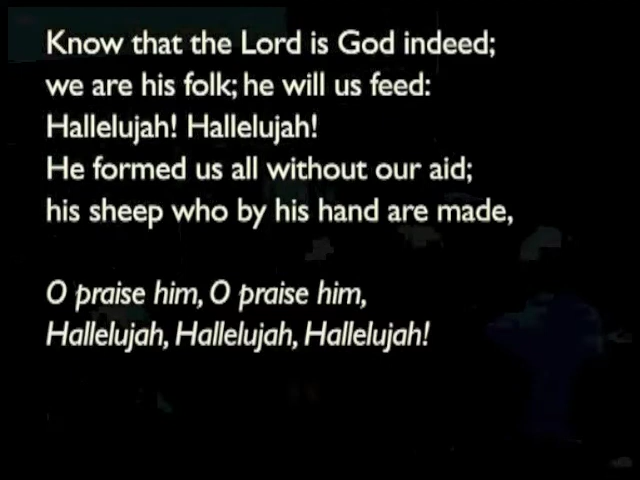 Know that the Lord is God indeed;
we are his folk; he will us feed:
Hallelujah! Hallelujah!
He formed us all without our aid;
his sheep who by his hand are made,
O praise him, O praise him,
Hallelujah, Hallelujah, Hallelujah!